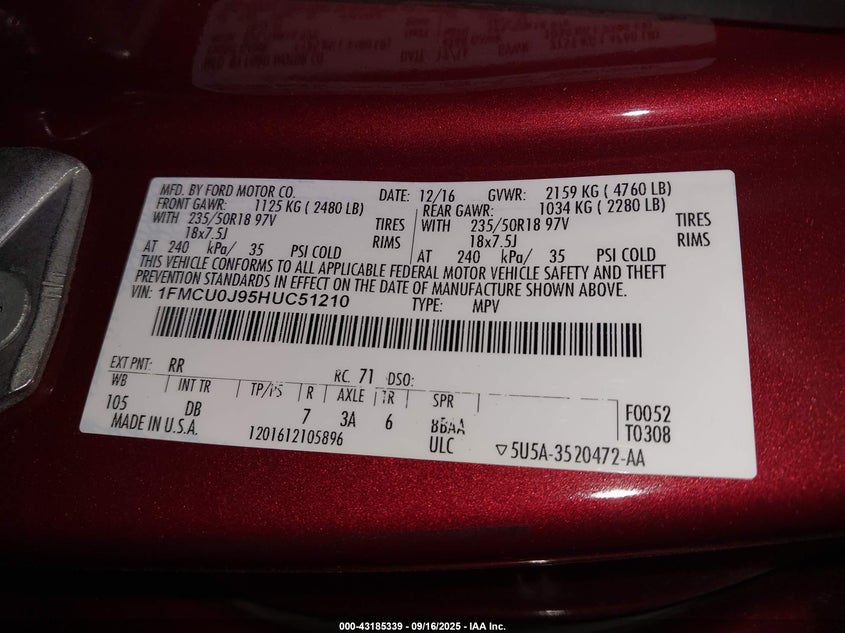 MFD. BY FORD MOTOR CO. DATE: 12/16 GVWR: 2159 KG ( 4760 LB)
FRONT GAWR: 1125 KG ( 2480 LB) REAR GAWR: 1034 KG ( 2280 LB)
WITH 235/50R18 97V TIRES WITH 235/50R18 97V TIRES
18x7.5J RIMS 18x7.5J RIMS
AT 240 kPa/ 35 PSI COLD AT 240 kPa/ 35 PSI COLD
THIS VEHICLE CONFORMS TO ALL APPLICABLE FEDERAL MOTOR VEHICLE SAFETY AND THEFT
PREVENTION STANDARDS IN EFFECT ON THE DATE OF MANUFACTURE SHOWN ABOVE.
VIN: 1FMCU0J95HUC51210 TYPE: MPV
EXT PNT: RR RC: 71 DSO:
WB INT TR TP/PS R AXLE TR SPR
105 DB 7 3A 6 8BAA F0052
MADE IN U.S.A. 1201612105896 ULC T0308
▽5U5A-3520472-AA
000-43185339 - 09/16/2025 - IAA Inc.